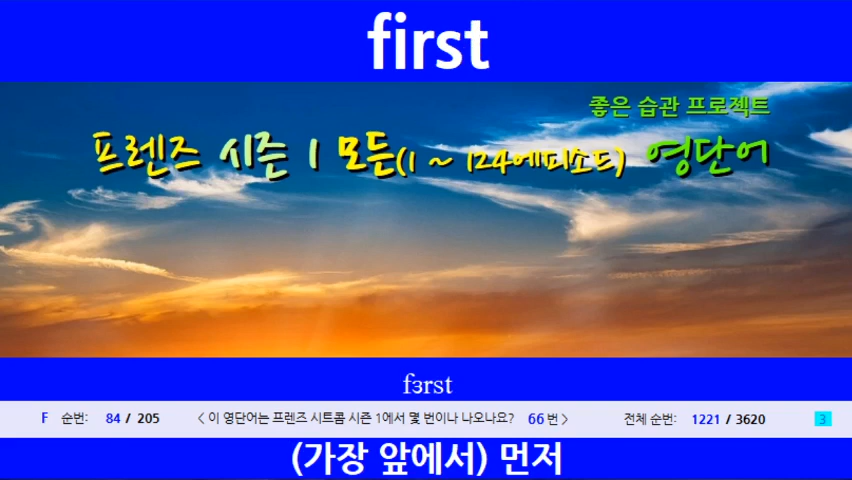 first
좋은 습관 프로젝트
프렌즈 시즌 1 모든(1 ~ 124에피소드) 영단어
fɜrst
F 순번: 84 / 205 < 이 영단어는 프렌즈 시트콤 시즌 1에서 몇 번이나 나오나요? 66 번 > 전체 순번: 1221 / 3620 3
(가장 앞에서) 먼저